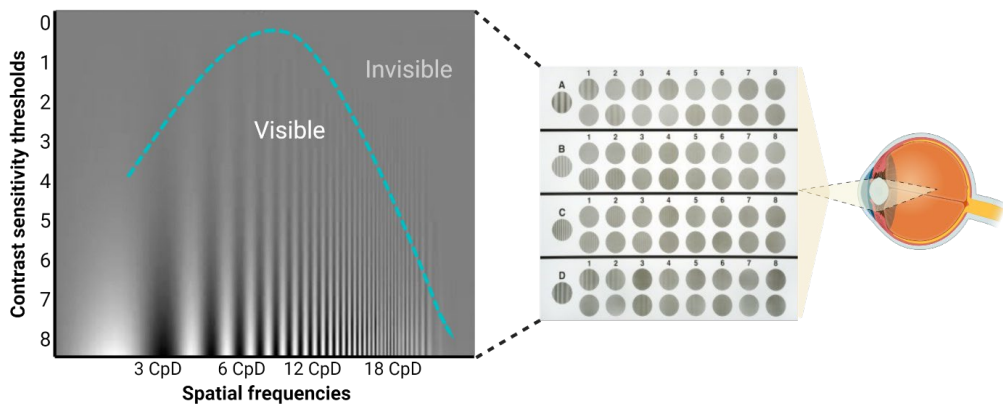 Contrast sensitivity thresholds
0
1
2
3
4
5
6
7
8
Invisible
Visible
3 CpD 6 CpD 12 CpD 18 CpD
Spatial frequencies
1 2 3 4 5 6 7 8
A
1 2 3 4 5 6 7 8
B
1 2 3 4 5 6 7 8
C
1 2 3 4 5 6 7 8
D